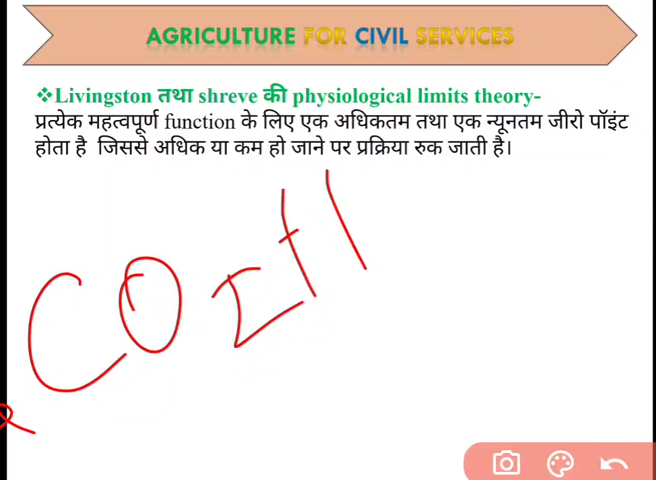 AGRICULTURE FOR CIVIL SERVICES
❖Livingston तथा shreve की physiological limits theory-
प्रत्येक महत्वपूर्ण function के लिए एक अधिकतम तथा एक न्यूनतम जीरो पॉइंट
होता है जिससे अधिक या कम हो जाने पर प्रक्रिया रुक जाती है।